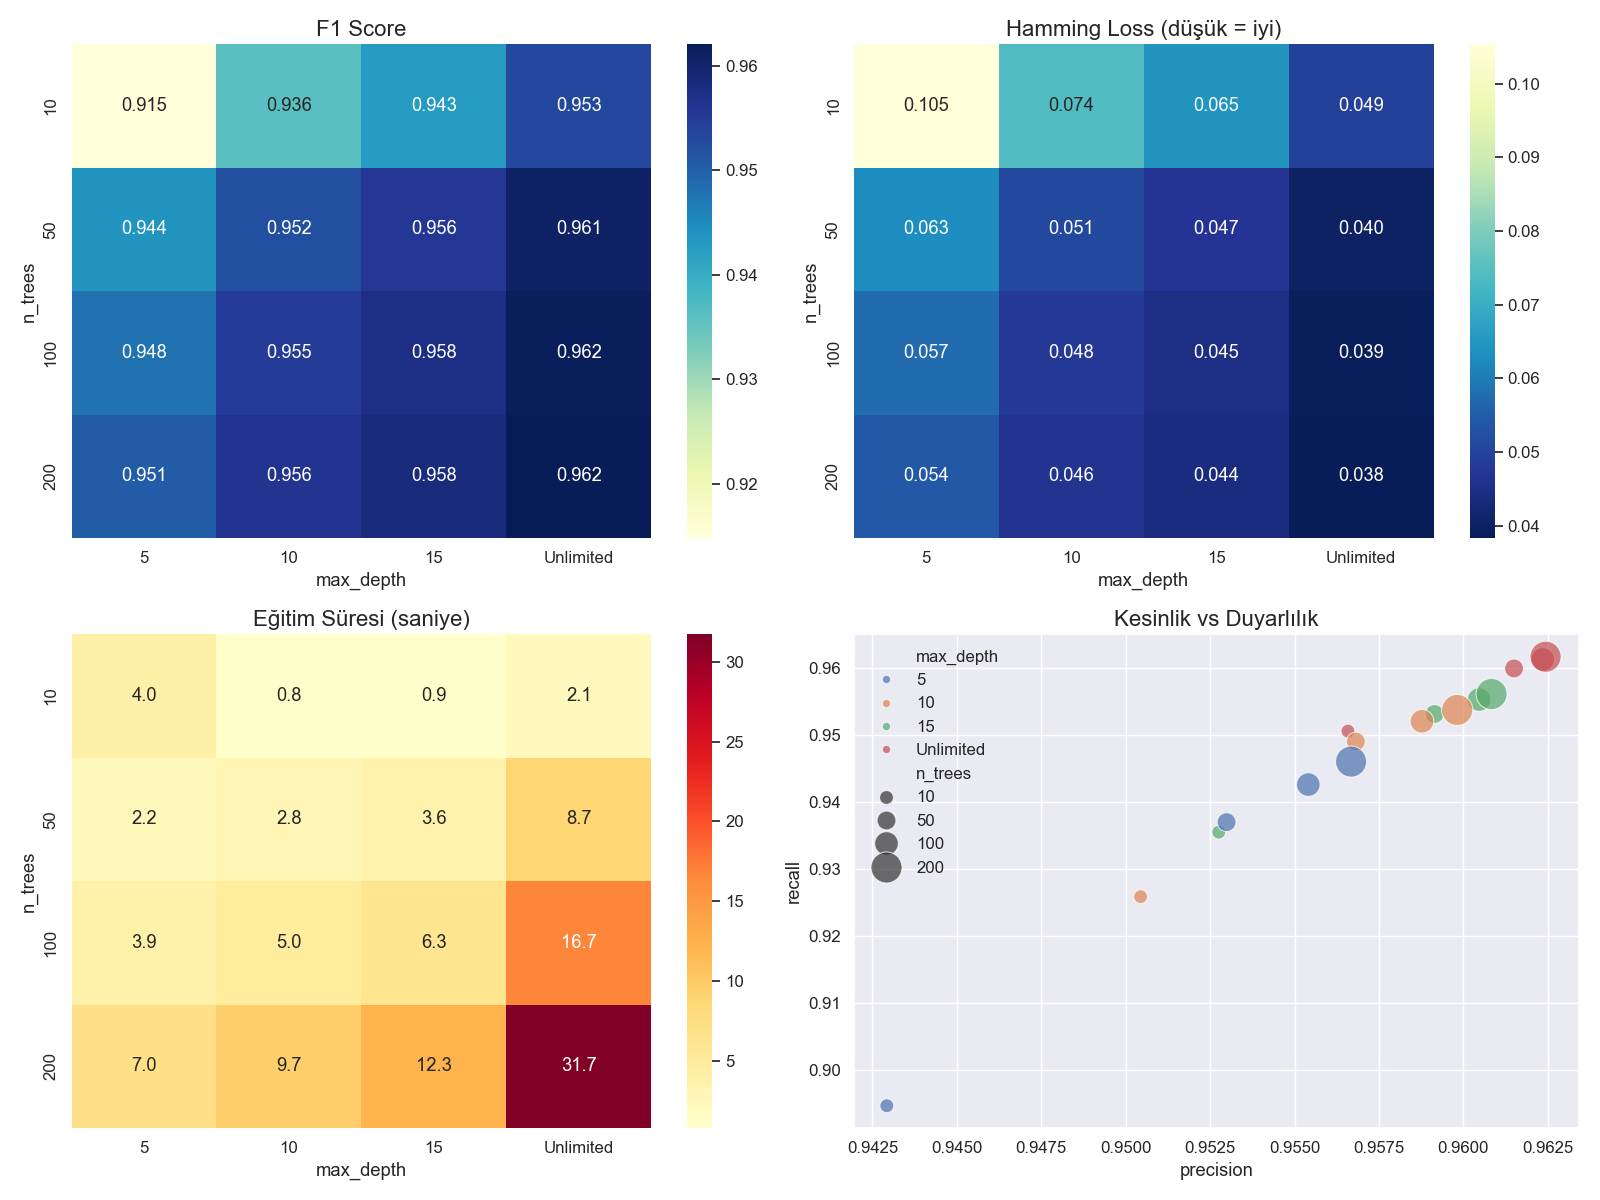 F1 Score
n_trees
10
0.915 0.936 0.943 0.953
50
0.944 0.952 0.956 0.961
100
0.948 0.955 0.958 0.962
200
0.951 0.956 0.958 0.962
5 10 15 Unlimited
max_depth
0.96
0.95
0.94
0.93
0.92
Hamming Loss (düşük = iyi)
n_trees
10
0.105 0.074 0.065 0.049
50
0.063 0.051 0.047 0.040
100
0.057 0.048 0.045 0.039
200
0.054 0.046 0.044 0.038
5 10 15 Unlimited
max_depth
0.10
0.09
0.08
0.07
0.06
0.05
0.04
Eğitim Süresi (saniye)
n_trees
10
4.0 0.8 0.9 2.1
50
2.2 2.8 3.6 8.7
100
3.9 5.0 6.3 16.7
200
7.0 9.7 12.3 31.7
5 10 15 Unlimited
max_depth
30
25
20
15
10
5
Kesinlik vs Duyarlılık
max_depth
5
10
15
Unlimited
n_trees
10
50
100
200
recall
0.96
0.95
0.94
0.93
0.92
0.91
0.90
0.9425 0.9450 0.9475 0.9500 0.9525 0.9550 0.9575 0.9600 0.9625
precision